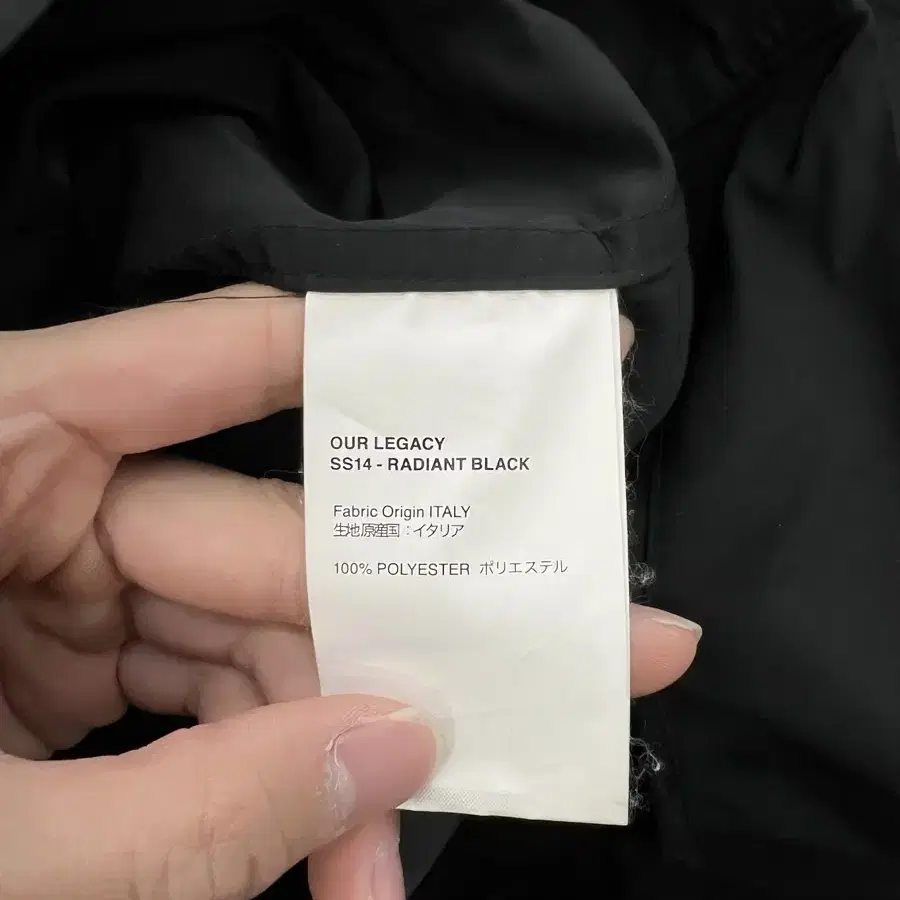 OUR LEGACY
SS14 - RADIANT BLACK
Fabric Origin ITALY
生地原産国：イタリア
100% POLYESTER ポリエステル